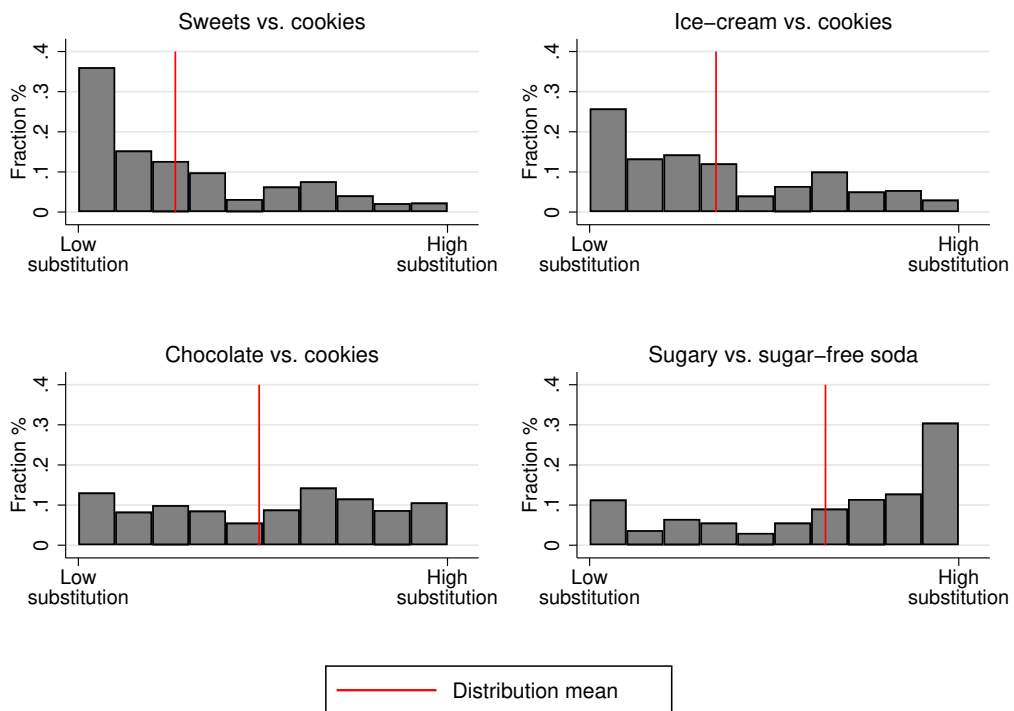 Sweets vs. cookies
Fraction %
0 .1 .2 .3 .4
Low substitution
High substitution
Ice−cream vs. cookies
Fraction %
0 .1 .2 .3 .4
Low substitution
High substitution
Chocolate vs. cookies
Fraction %
0 .1 .2 .3 .4
Low substitution
High substitution
Sugary vs. sugar−free soda
Fraction %
0 .1 .2 .3 .4
Low substitution
High substitution
Distribution mean